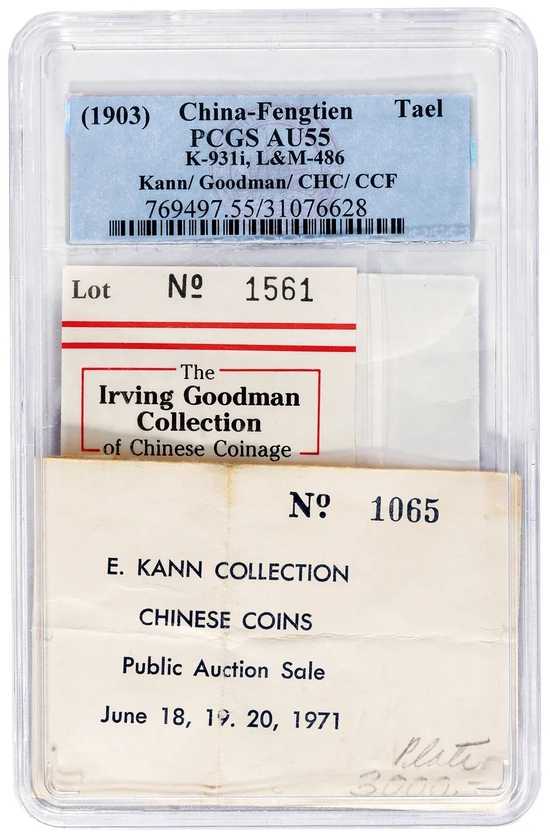 (1903) China-Fengtien Tael
PCGS AU55
K-931i, L&M-486
Kann/ Goodman/ CHC/ CCF
769497.55/31076628
Lot Nº 1561
The
Irving Goodman
Collection
of Chinese Coinage
Nº 1065
E. KANN COLLECTION
CHINESE COINS
Public Auction Sale
June 18, 19. 20, 1971
Plate
3000.-